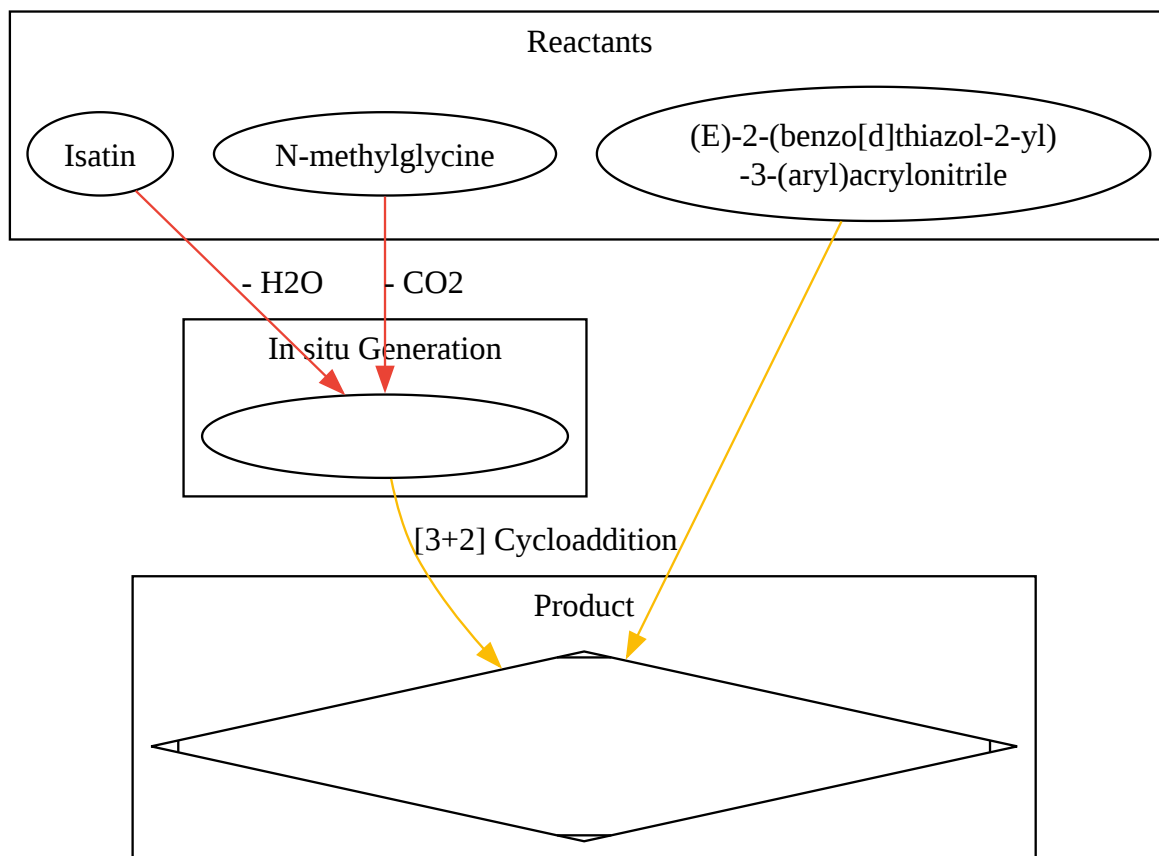 Reactants
Isatin
N-methylglycine
(E)-2-(benzo[d]thiazol-2-yl)
-3-(aryl)acrylonitrile
- H2O
- CO2
In situ Generation
[3+2] Cycloaddition
Product